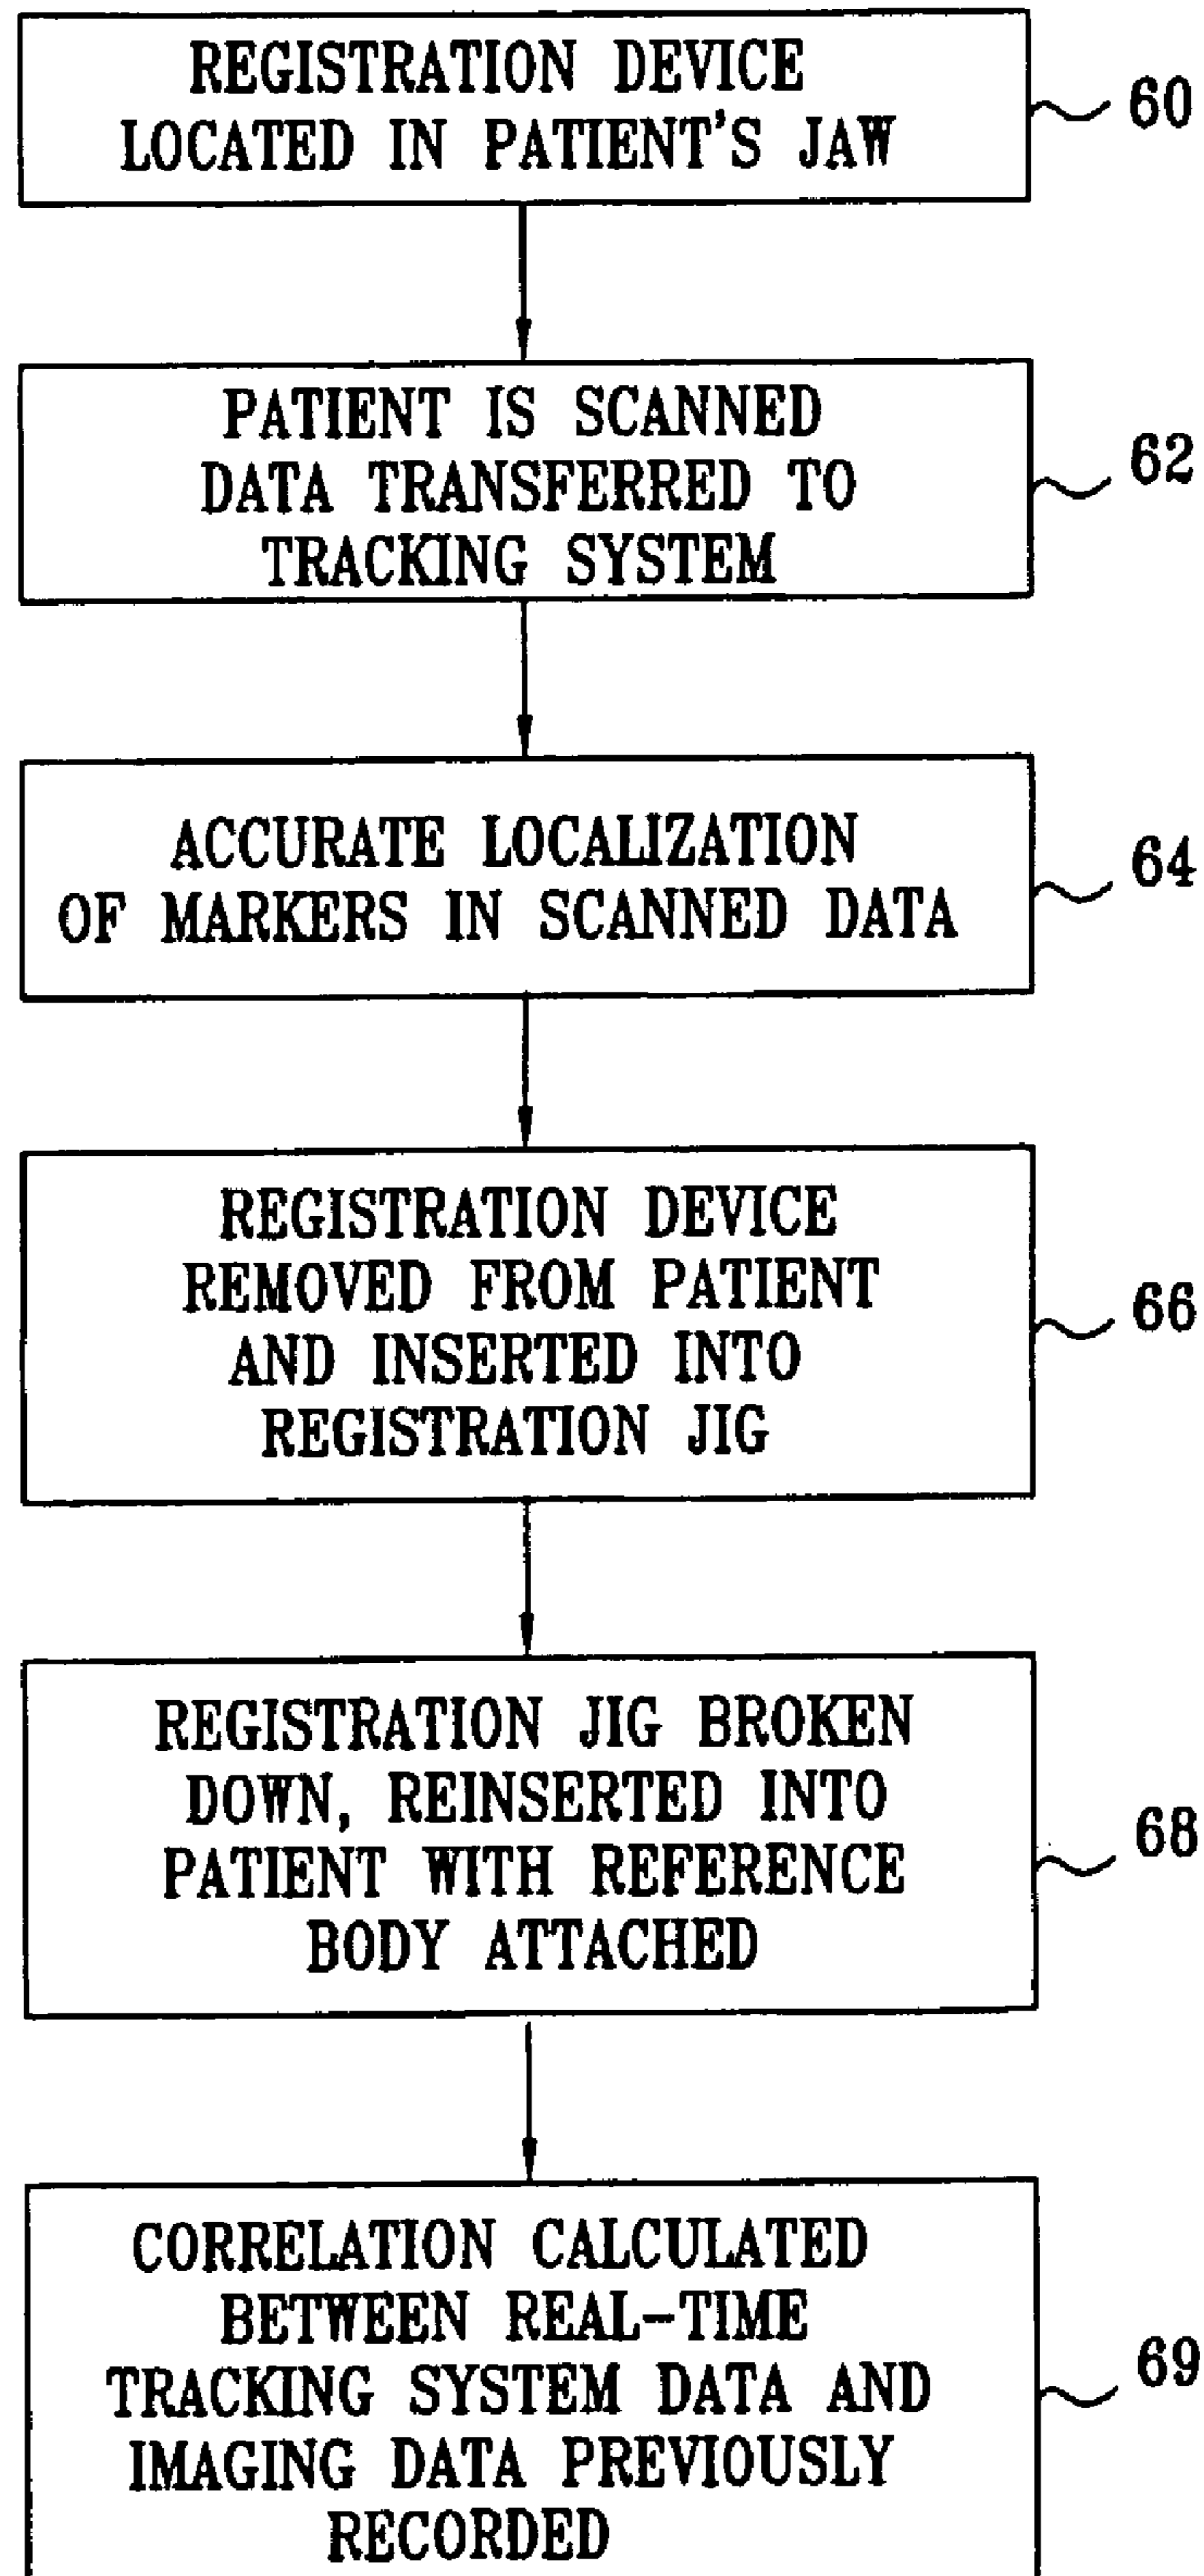 REGISTRATION DEVICE
LOCATED IN PATIENT'S JAW
60
PATIENT IS SCANNED
DATA TRANSFERRED TO
TRACKING SYSTEM
62
ACCURATE LOCALIZATION
OF MARKERS IN SCANNED DATA
64
REGISTRATION DEVICE
REMOVED FROM PATIENT
AND INSERTED INTO
REGISTRATION JIG
66
REGISTRATION JIG BROKEN
DOWN, REINSERTED INTO
PATIENT WITH REFERENCE
BODY ATTACHED
68
CORRELATION CALCULATED
BETWEEN REAL-TIME
TRACKING SYSTEM DATA AND
IMAGING DATA PREVIOUSLY
RECORDED
69